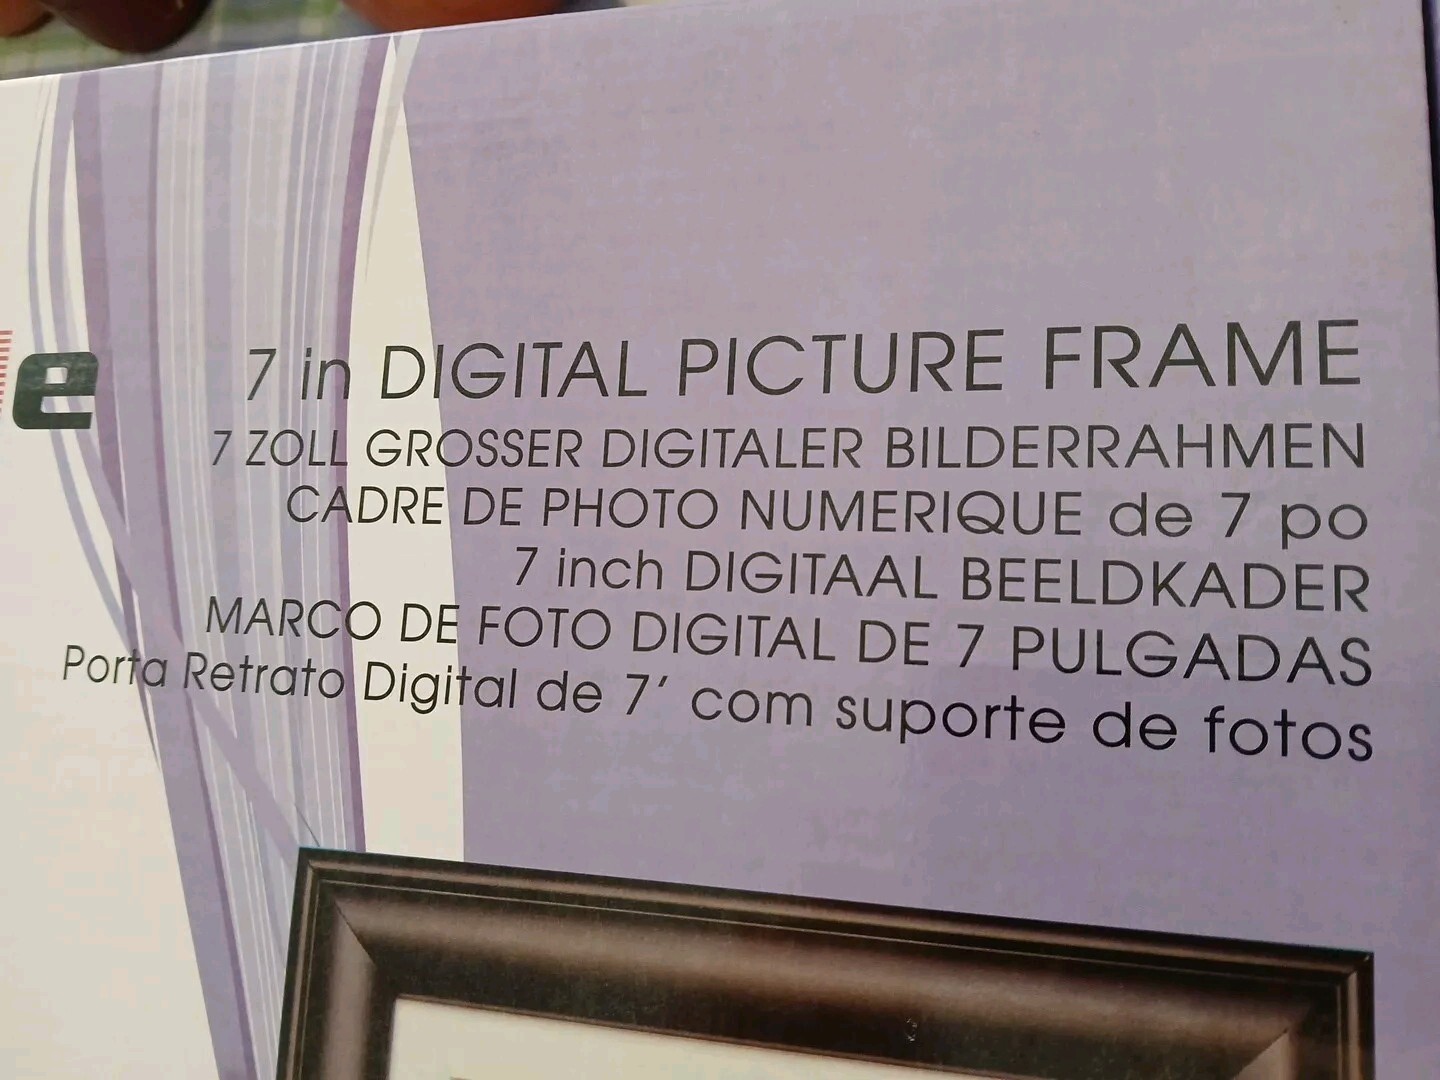 e
7 in DIGITAL PICTURE FRAME
7 ZOLL GROSSER DIGITALER BILDERRAHMEN
CADRE DE PHOTO NUMERIQUE de 7 po
7 inch DIGITAAL BEELDKADER
MARCO DE FOTO DIGITAL DE 7 PULGADAS
Porta Retrato Digital de 7' com suporte de fotos